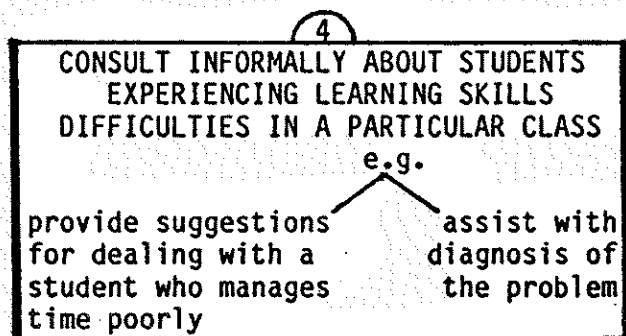 4
CONSULT INFORMALLY ABOUT STUDENTS
EXPERIENCING LEARNING SKILLS
DIFFICULTIES IN A PARTICULAR CLASS
e.g.
provide suggestions
for dealing with a
student who manages
time poorly
assist with
diagnosis of
the problem